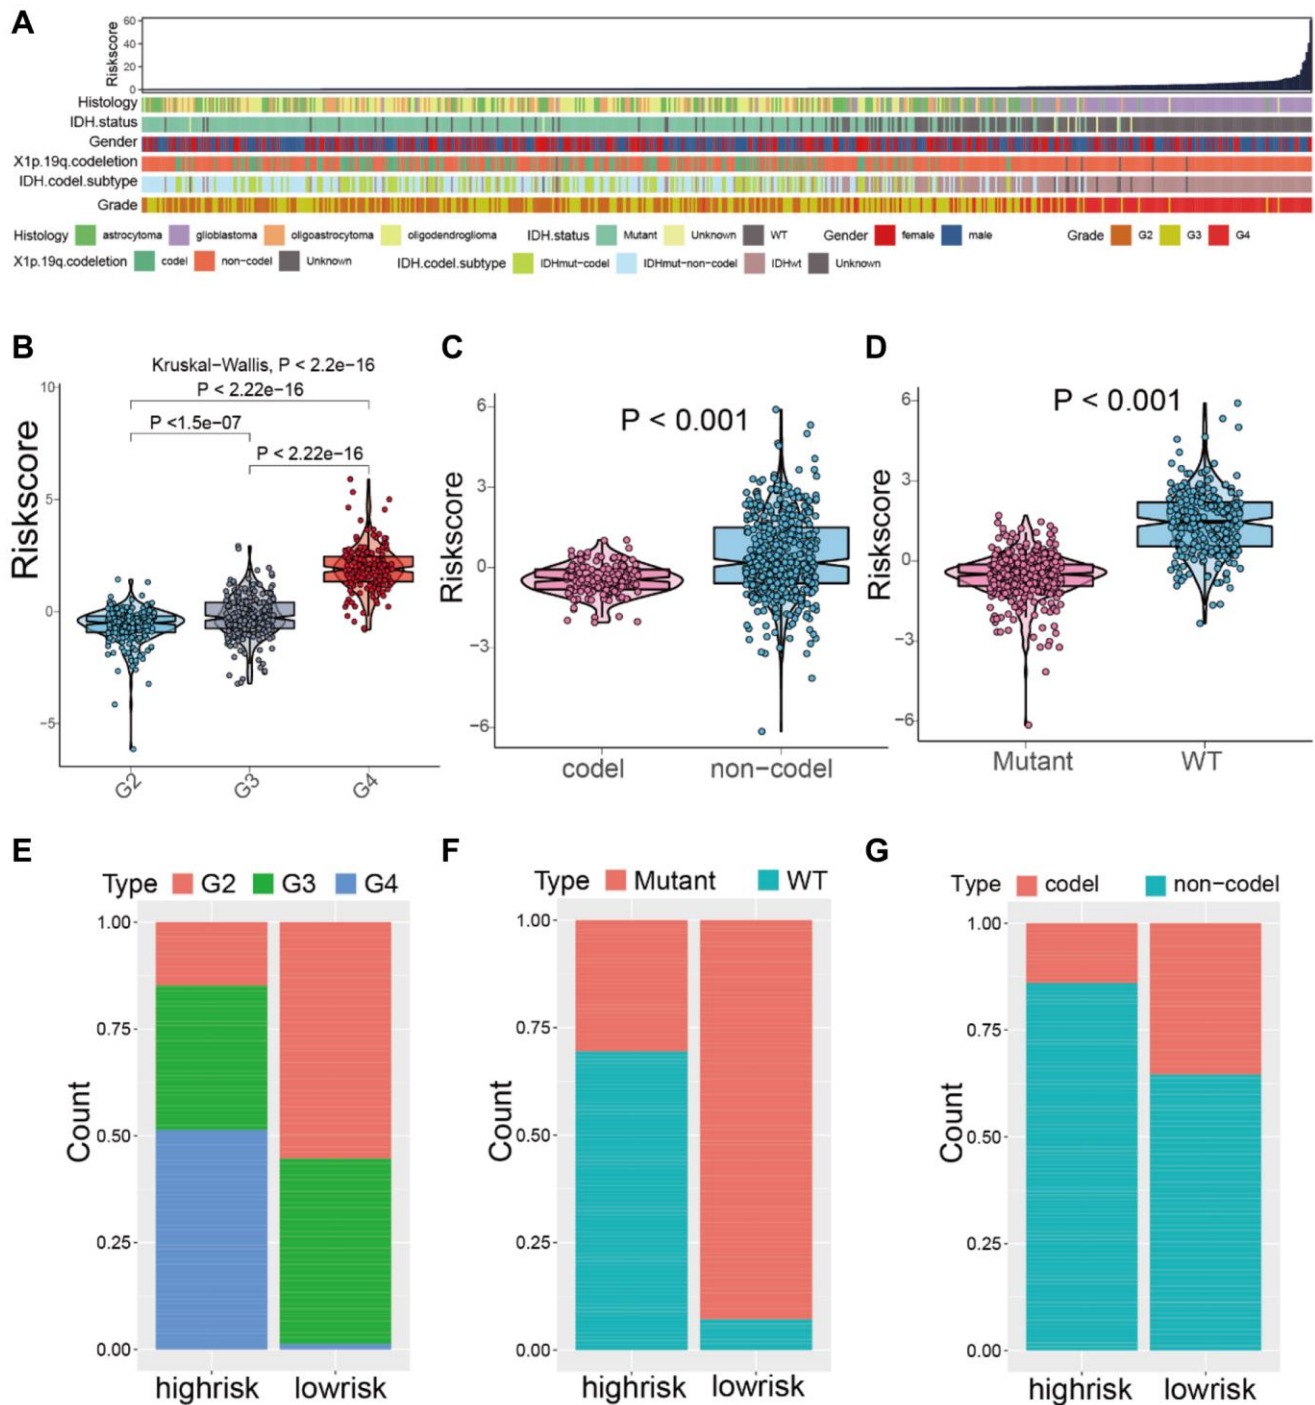 A
Riskscore
60
40
20
0
Histology
IDH.status
Gender
X1p.19q.codeletion
IDH.codel.subtype
Grade
Histology astrocytoma glioblastoma oligoastrocytoma oligodendroglioma IDH.status Mutant Unknown WT Gender female male Grade G2 G3 G4
X1p.19q.codeletion codel non-codel Unknown IDH.codel.subtype IDHmut-codel IDHmut-non-codel IDHwt Unknown
B
Kruskal-Wallis, P < 2.2e-16
P < 2.22e-16
P <1.5e-07
P < 2.22e-16
Riskscore
10
5
0
-5
G2 G3 G4
C
P < 0.001
Riskscore
6
3
0
-3
-6
codel non-codel
D
P < 0.001
Riskscore
6
3
0
-3
-6
Mutant WT
E
Type G2 G3 G4
Count
1.00
0.75
0.50
0.25
0.00
highrisk lowrisk
F
Type Mutant WT
Count
1.00
0.75
0.50
0.25
0.00
highrisk lowrisk
G
Type codel non-codel
Count
1.00
0.75
0.50
0.25
0.00
highrisk lowrisk